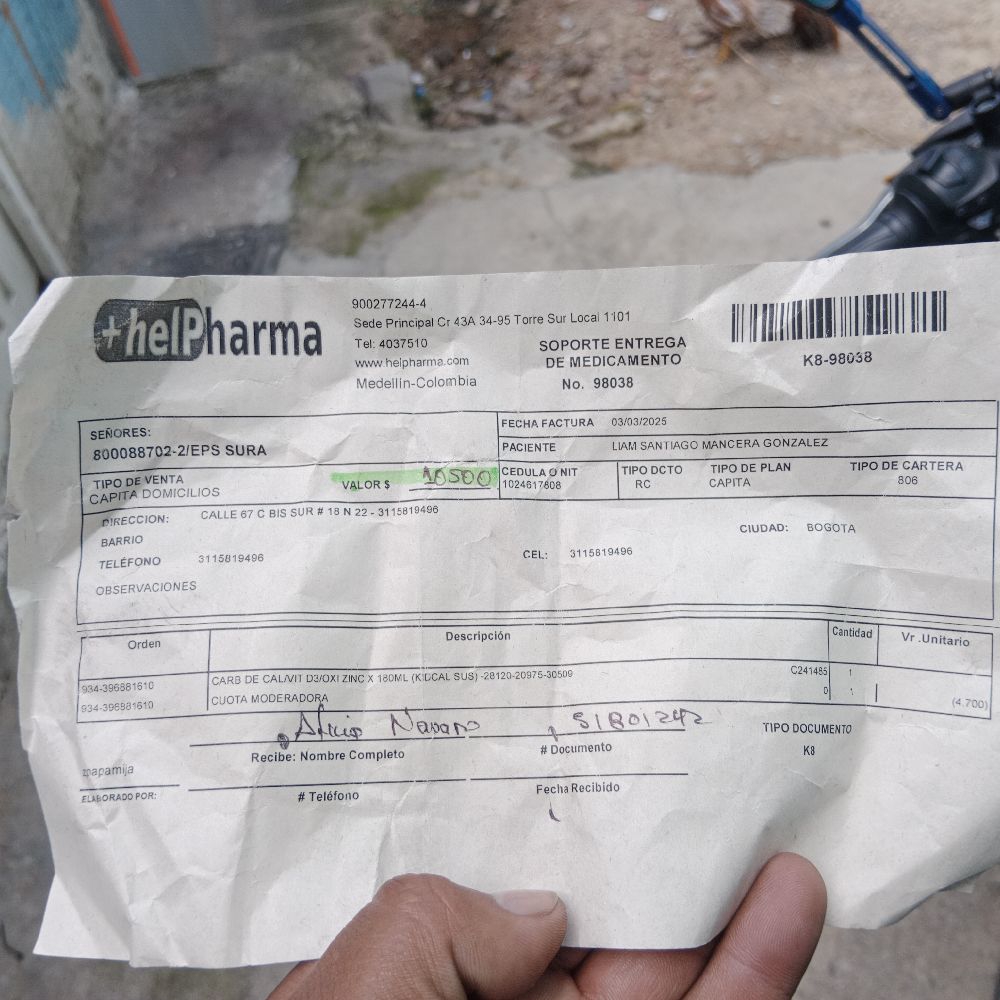 +helPharma
900277244-4
Sede Principal Cr 43A 34-95 Torre Sur Local 1101
Tel: 4037510
www.helpharma.com
Medellin-Colombia
SOPORTE ENTREGA
DE MEDICAMENTO
No. 98038
K8-98038
SEÑORES:
800088702-2/EPS SURA
FECHA FACTURA 03/03/2025
PACIENTE LIAM SANTIAGO MANCERA GONZALEZ
TIPO DE VENTA
CAPITA DOMICILIOS
VALOR $ 10500
CEDULA O NIT
1024617808
TIPO DCTO
RC
TIPO DE PLAN
CAPITA
TIPO DE CARTERA
806
DIRECCION: CALLE 67 C BIS SUR # 18 N 22 - 3115819496
BARRIO
CIUDAD: BOGOTA
TELÉFONO 3115819496
CEL: 3115819496
OBSERVACIONES
Orden Descripción Cantidad Vr .Unitario
934-396881610 CARB DE CAL/VIT D3/OXI ZINC X 180ML (KIDCAL SUS) -28120-20975-30509 C241485 1
934-396881610 CUOTA MODERADORA 0 1 (4.700)
Recibe: Nombre Completo
# Documento
TIPO DOCUMENTO
K8
mapamija
ELABORADO POR:
# Teléfono
Fecha Recibido